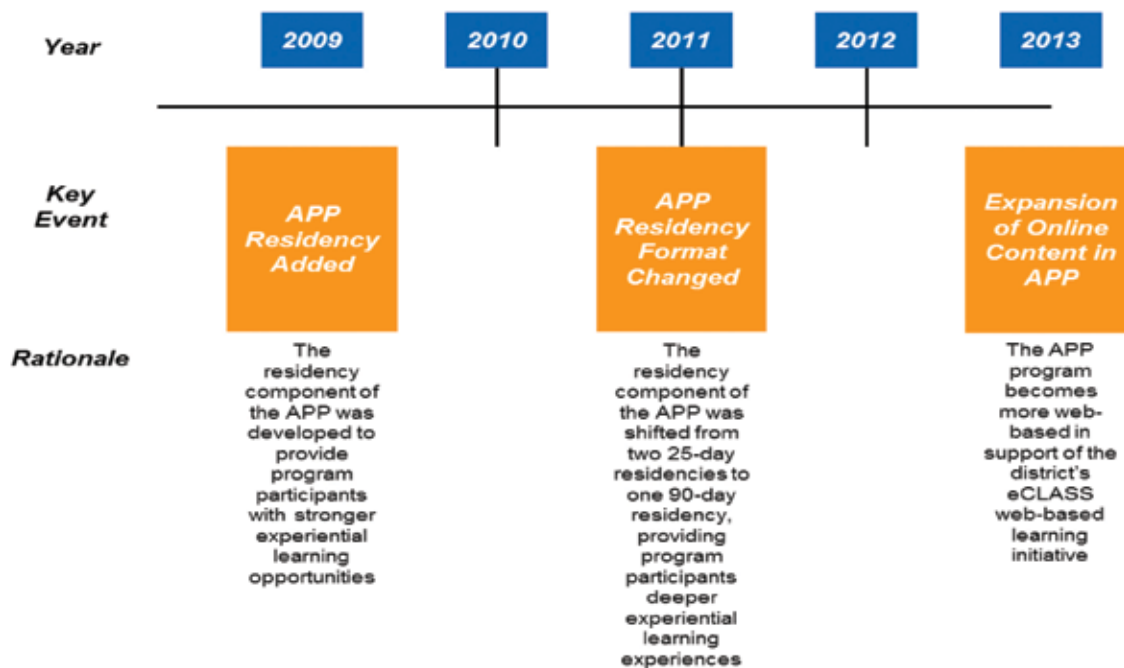 Year
2009
2010
2011
2012
2013
Key
Event
APP
Residency
Added
APP
Residency
Format
Changed
Expansion
of Online
Content in
APP
Rationale
The
residency
component of
the APP was
developed to
provide
program
participants
with stronger
experiential
learning
opportunities
The
residency
component of
the APP was
shifted from
two 25-day
residencies to
one 90-day
residency,
providing
program
participants
deeper
experiential
learning
experiences
The APP
program
becomes
more web-
based in
support of the
district's
eCLASS
web-based
learning
initiative